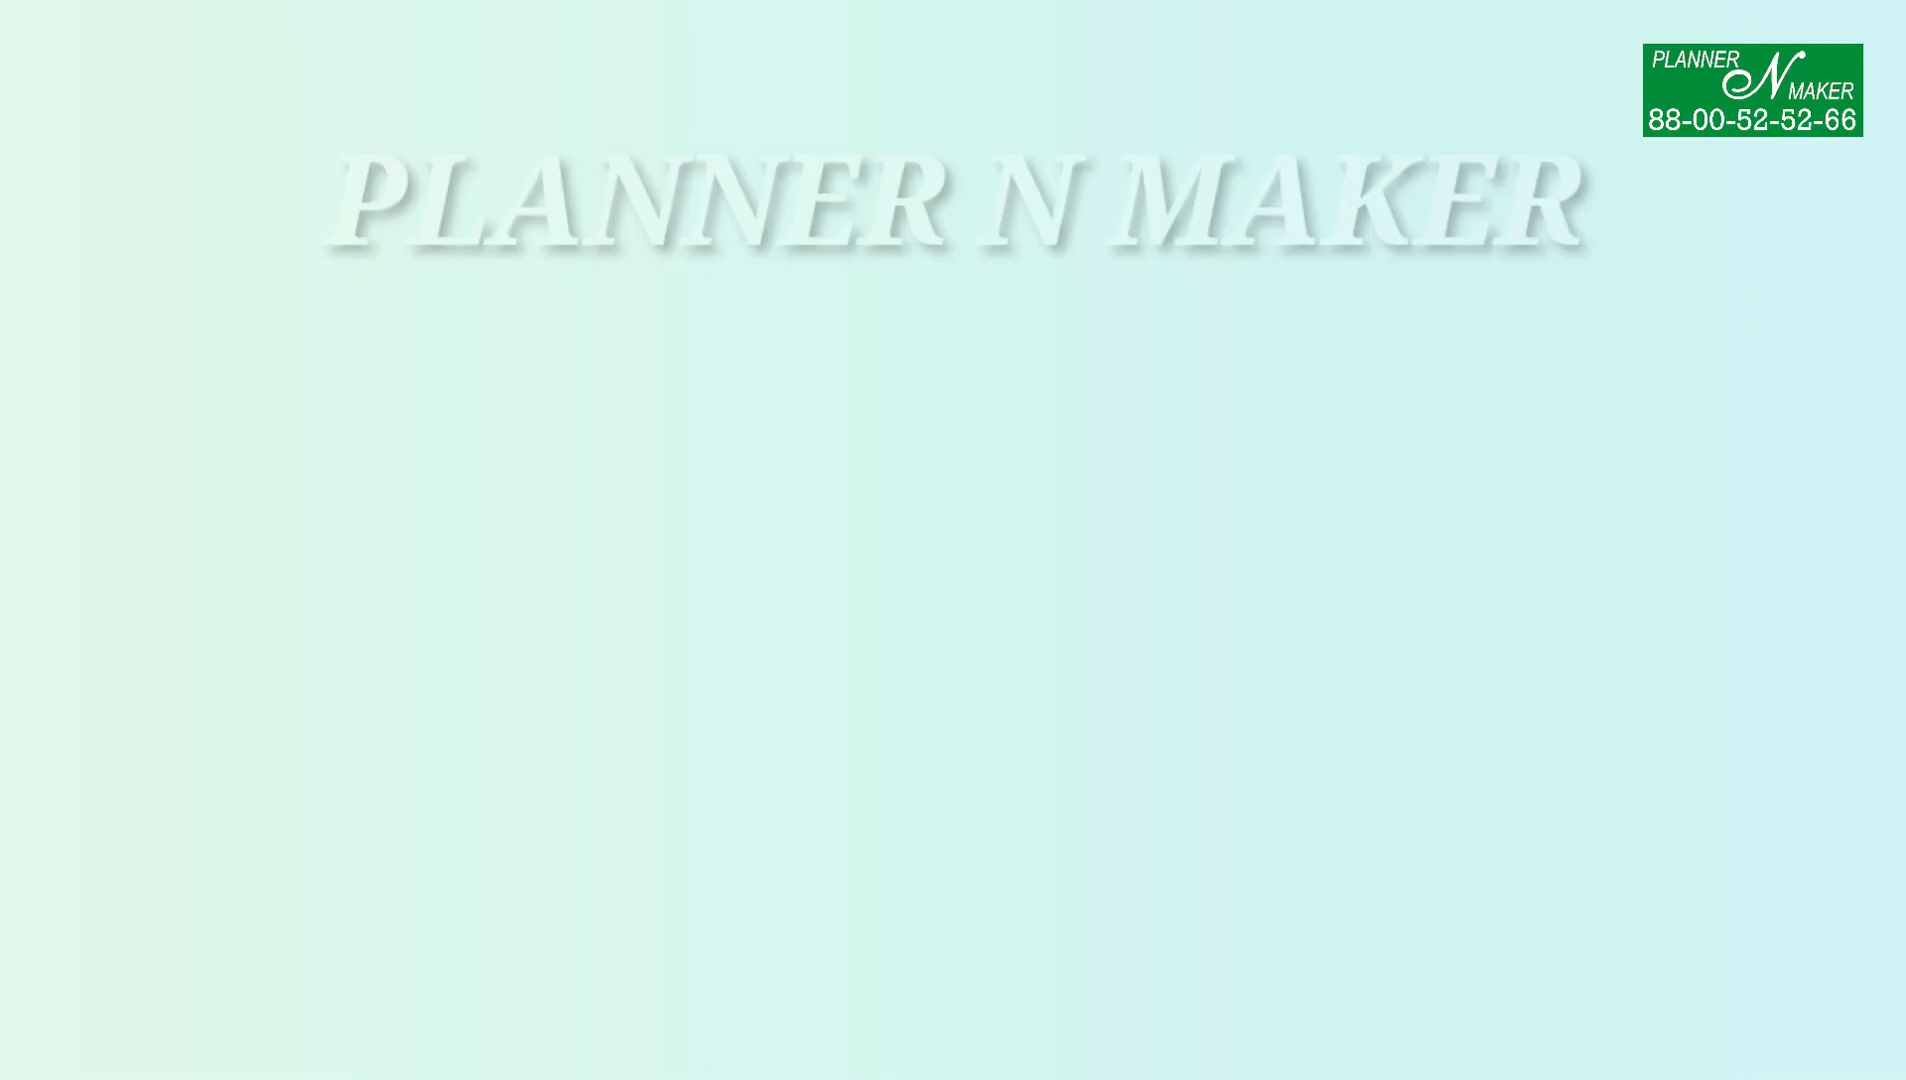 PLANNER
N
MAKER
88-00-52-52-66
PLANNER N MAKER